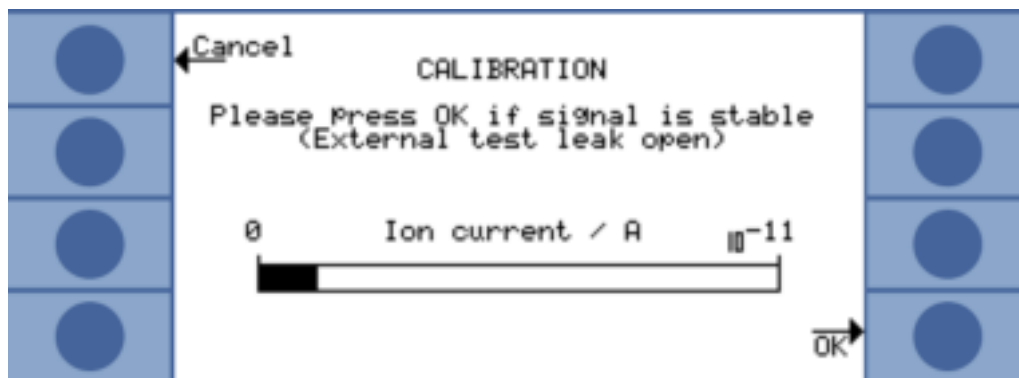 Cancel
CALIBRATION
Please press OK if signal is stable
(External test leak open)
0 Ion current / A 10-11
OK